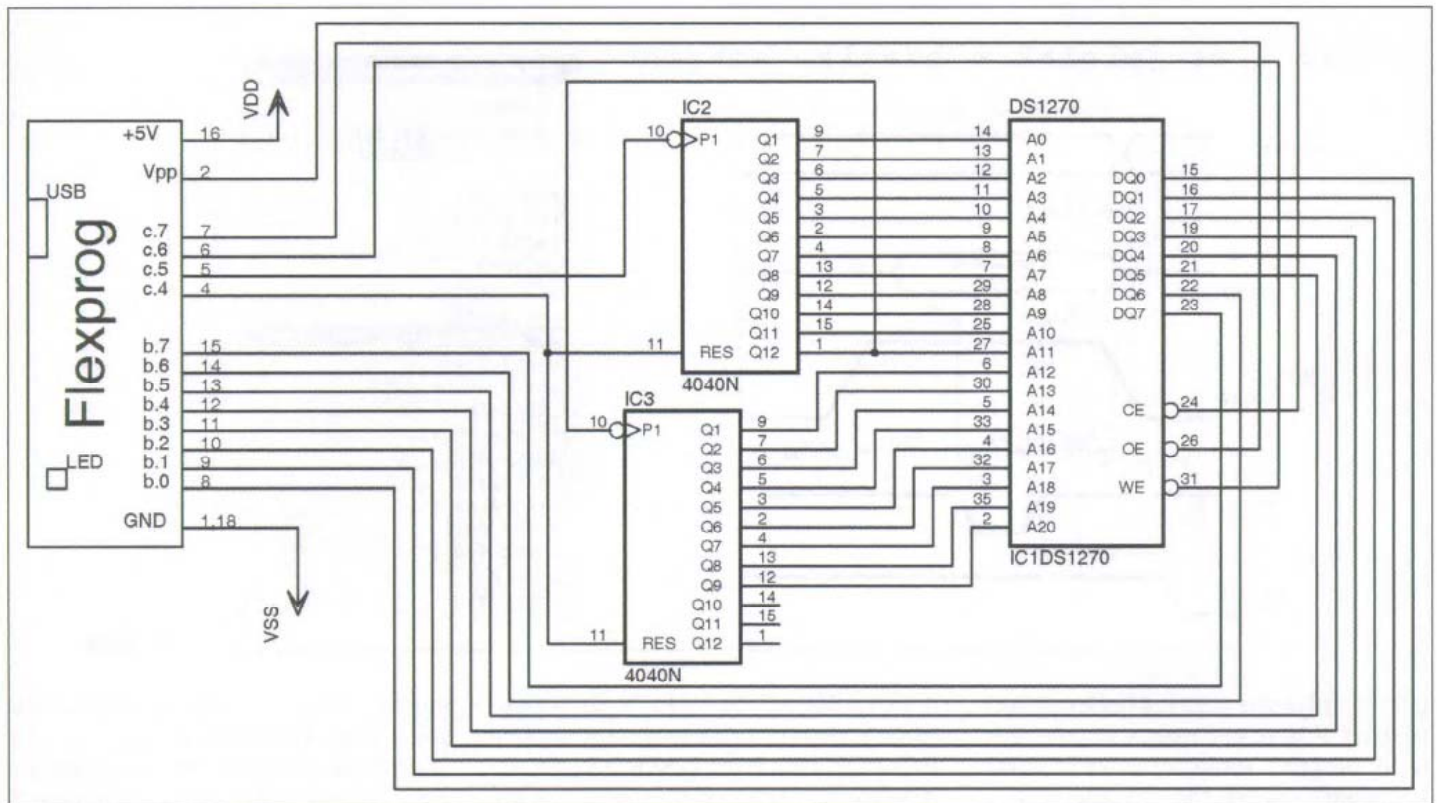 Flexprog
USB
LED
+5V 16
Vpp 2
c.7 7
c.6 6
c.5 5
c.4 4
b.7 15
b.6 14
b.5 13
b.4 12
b.3 11
b.2 10
b.1 9
b.0 8
GND 1,18
VDD
VSS
IC2
10 P1
11 RES
Q1 9
Q2 7
Q3 6
Q4 5
Q5 3
Q6 2
Q7 4
Q8 13
Q9 12
Q10 14
Q11 15
Q12 1
4040N
IC3
10 P1
11 RES
Q1 9
Q2 7
Q3 6
Q4 5
Q5 3
Q6 2
Q7 4
Q8 13
Q9 12
Q10 14
Q11 15
Q12 1
4040N
DS1270
14 A0
13 A1
12 A2
11 A3
10 A4
9 A5
8 A6
7 A7
29 A8
28 A9
25 A10
27 A11
6 A12
30 A13
5 A14
33 A15
4 A16
32 A17
3 A18
35 A19
2 A20
DQ0 15
DQ1 16
DQ2 17
DQ3 19
DQ4 20
DQ5 21
DQ6 22
DQ7 23
CE 24
OE 26
WE 31
IC1DS1270